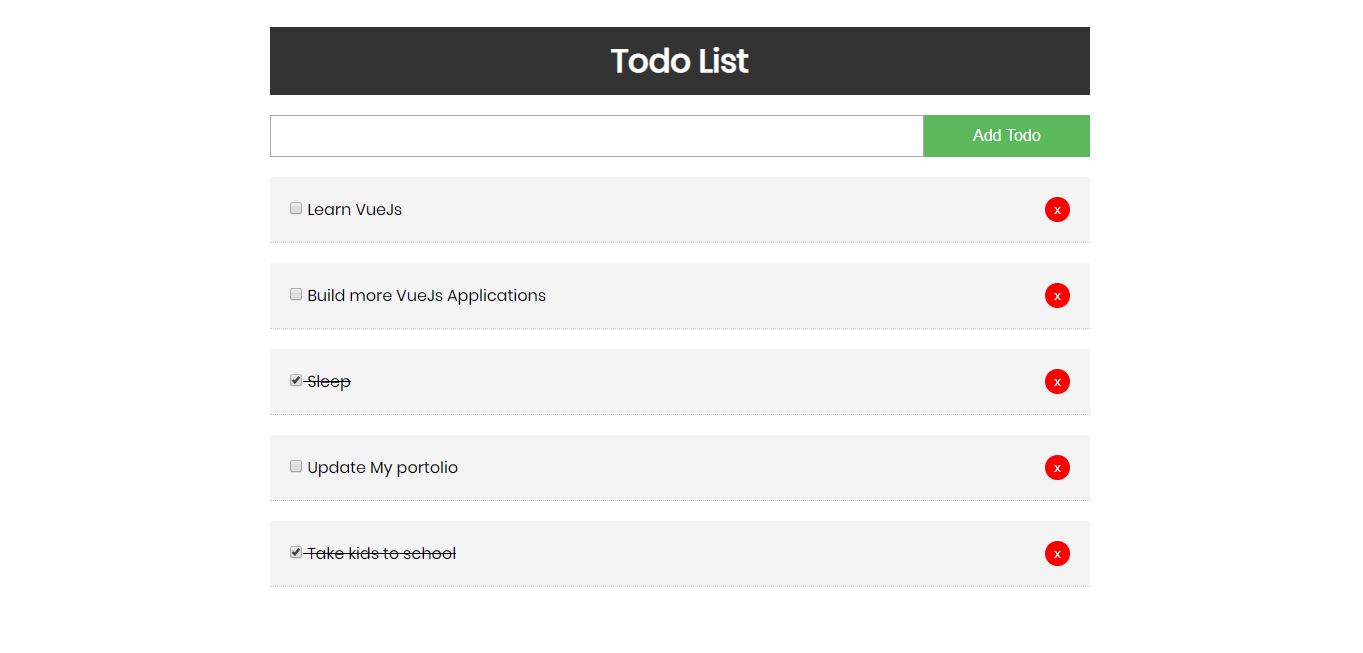 Todo List
Add Todo
Learn VueJs x
Build more VueJs Applications x
Sleep x
Update My portolio x
Take kids to school x